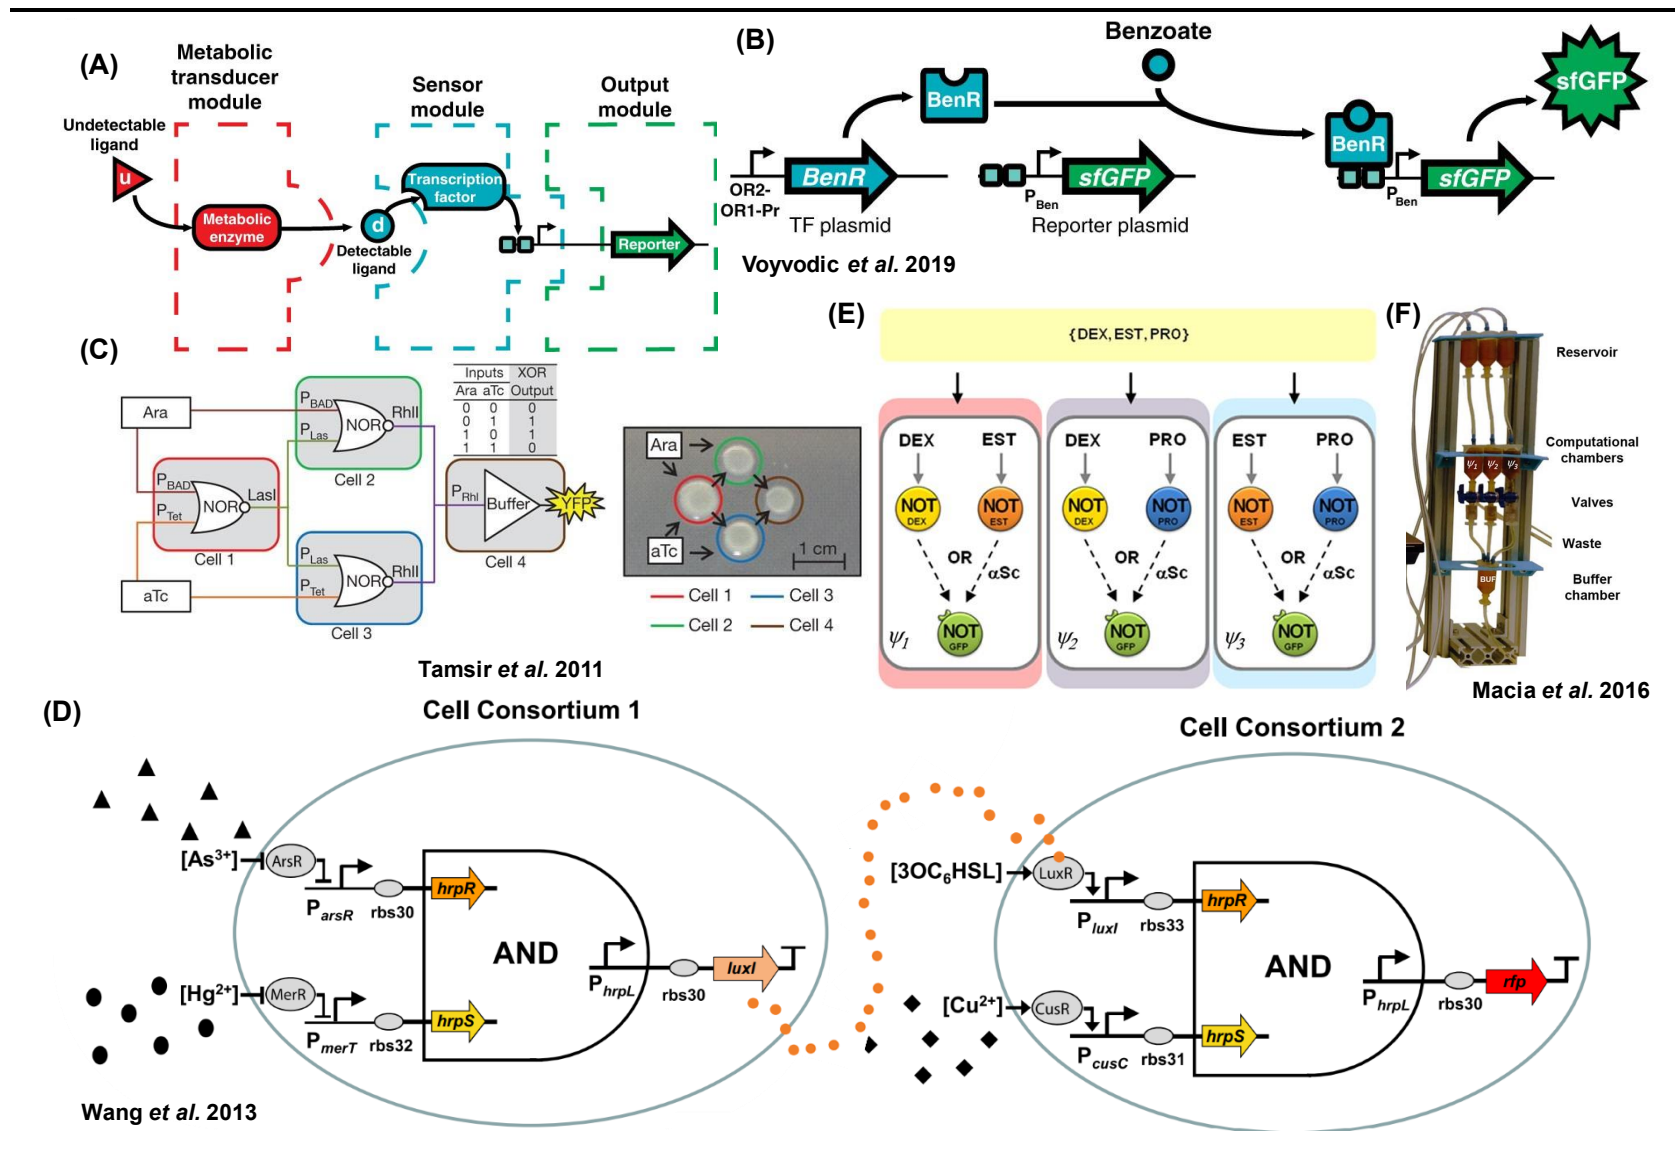 (A)
Metabolic
transducer
module
Sensor
module
Output
module
Undetectable
ligand
u
Metabolic
enzyme
d
Detectable
ligand
Transcription
factor
Reporter
(B)
Benzoate
BenR
sfGFP
BenR
OR2-
OR1-Pr
BenR
TF plasmid
PBen
sfGFP
Reporter plasmid
PBen
sfGFP
Voyvodic et al. 2019
(C)
Ara
aTc
PBAD
PTet
NOR
LasI
Cell 1
PBAD
PLas
NOR
RhlI
Cell 2
PLas
PTet
NOR
RhlI
Cell 3
PRhl
Buffer
YFP
Cell 4
Inputs XOR
Ara aTc Output
0 0 0
0 1 1
1 0 1
1 1 0
Ara
aTc
1 cm
Cell 1 Cell 3
Cell 2 Cell 4
Tamsir et al. 2011
(E)
{DEX, EST, PRO}
DEX EST
NOT
DEX
NOT
EST
OR
αSc
NOT
GFP
ψ1
DEX PRO
NOT
DEX
NOT
PRO
OR
αSc
NOT
GFP
ψ2
EST PRO
NOT
EST
NOT
PRO
OR
αSc
NOT
GFP
ψ3
(F)
Reservoir
Computational
chambers
ψ1 ψ2 ψ3
Valves
Waste
Buffer
chamber
BUF
Macia et al. 2016
(D)
Cell Consortium 1
[As3+]
ArsR
ParsR
rbs30
hrpR
[Hg2+]
MerR
PmerT
rbs32
hrpS
AND
PhrpL
rbs30
luxI
Cell Consortium 2
[3OC6HSL]
LuxR
PluxI
rbs33
hrpR
[Cu2+]
CusR
PcusC
rbs31
hrpS
AND
PhrpL
rbs30
rfp
Wang et al. 2013